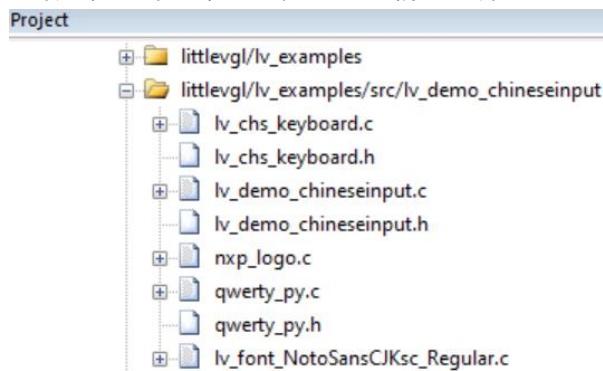 Project
littlevgl/lv_examples
littlevgl/lv_examples/src/lv_demo_chineseinput
lv_chs_keyboard.c
lv_chs_keyboard.h
lv_demo_chineseinput.c
lv_demo_chineseinput.h
nxp_logo.c
qwerty_py.c
qwerty_py.h
lv_font_NotoSansCJKsc_Regular.c